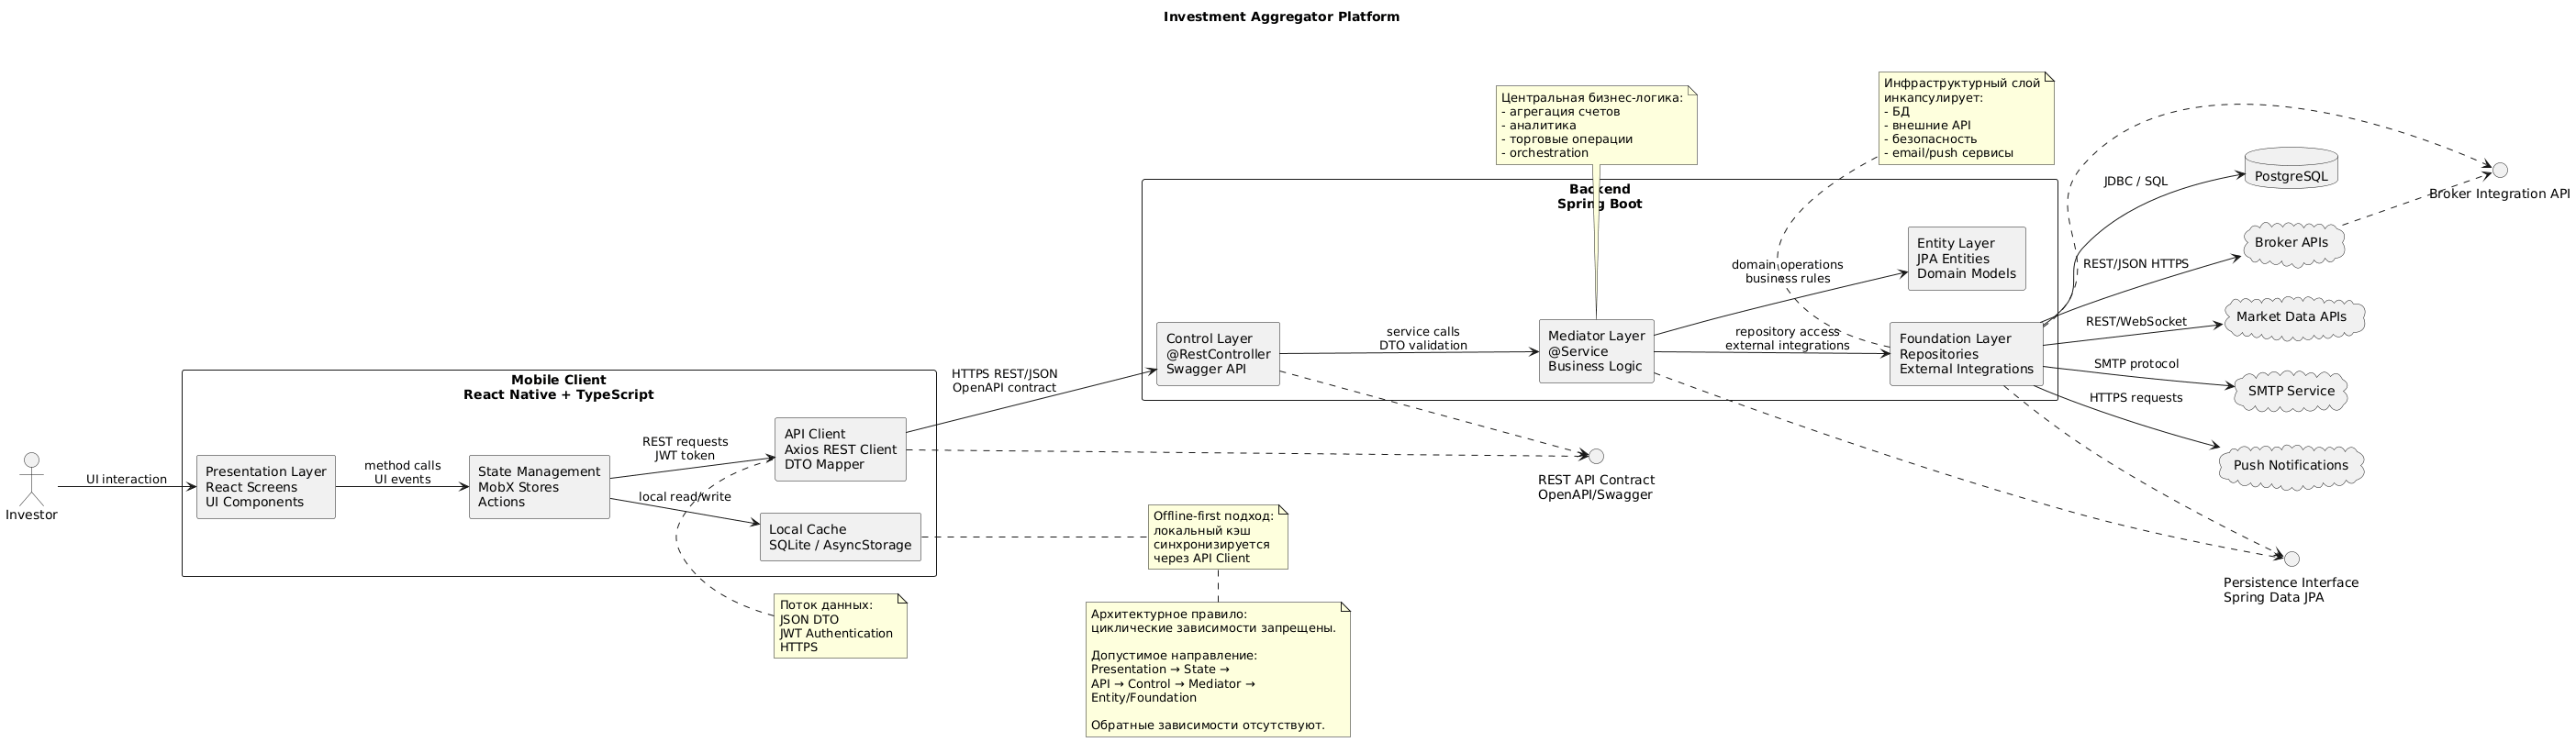 Investment Aggregator Platform
Investor
UI interaction
Mobile Client
React Native + TypeScript
Presentation Layer
React Screens
UI Components
method calls
UI events
State Management
MobX Stores
Actions
REST requests
JWT token
local read/write
API Client
Axios REST Client
DTO Mapper
Local Cache
SQLite / AsyncStorage
Поток данных:
JSON DTO
JWT Authentication
HTTPS
HTTPS REST/JSON
OpenAPI contract
Offline-first подход:
локальный кэш
синхронизируется
через API Client
Архитектурное правило:
циклические зависимости запрещены.
Допустимое направление:
Presentation → State →
API → Control → Mediator →
Entity/Foundation
Обратные зависимости отсутствуют.
Центральная бизнес-логика:
- агрегация счетов
- аналитика
- торговые операции
- orchestration
Инфраструктурный слой
инкапсулирует:
- БД
- внешние API
- безопасность
- email/push сервисы
Backend
Spring Boot
Control Layer
@RestController
Swagger API
service calls
DTO validation
Mediator Layer
@Service
Business Logic
domain operations
business rules
repository access
external integrations
Entity Layer
JPA Entities
Domain Models
Foundation Layer
Repositories
External Integrations
REST API Contract
OpenAPI/Swagger
JDBC / SQL
REST/JSON HTTPS
REST/WebSocket
SMTP protocol
HTTPS requests
PostgreSQL
Broker APIs
Market Data APIs
SMTP Service
Push Notifications
Broker Integration API
Persistence Interface
Spring Data JPA